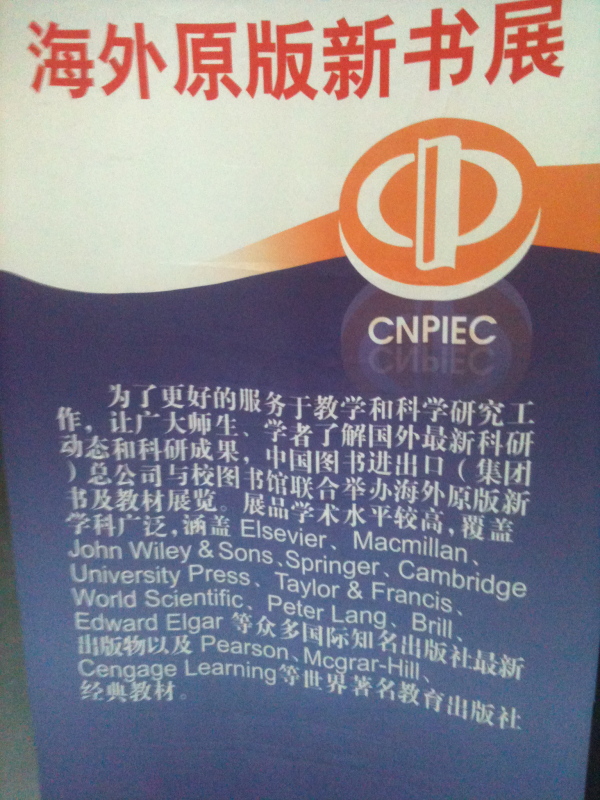 海外原版新书展
CNPIEC
为了更好的服务于教学和科学研究工
作，让广大师生、学者了解国外最新科研
动态和科研成果，中国图书进出口（集团
）总公司与校图书馆联合举办海外原版新
书及教材展览。展品学术水平较高，覆盖
学科广泛，涵盖 Elsevier、Macmillan、
John Wiley & Sons、Springer、Cambridge
University Press、Taylor & Francis、
World Scientific、Peter Lang、Brill、
Edward Elgar 等众多国际知名出版社最新
出版物以及 Pearson、Mcgrar-Hill、
Cengage Learning等世界著名教育出版社
经典教材。